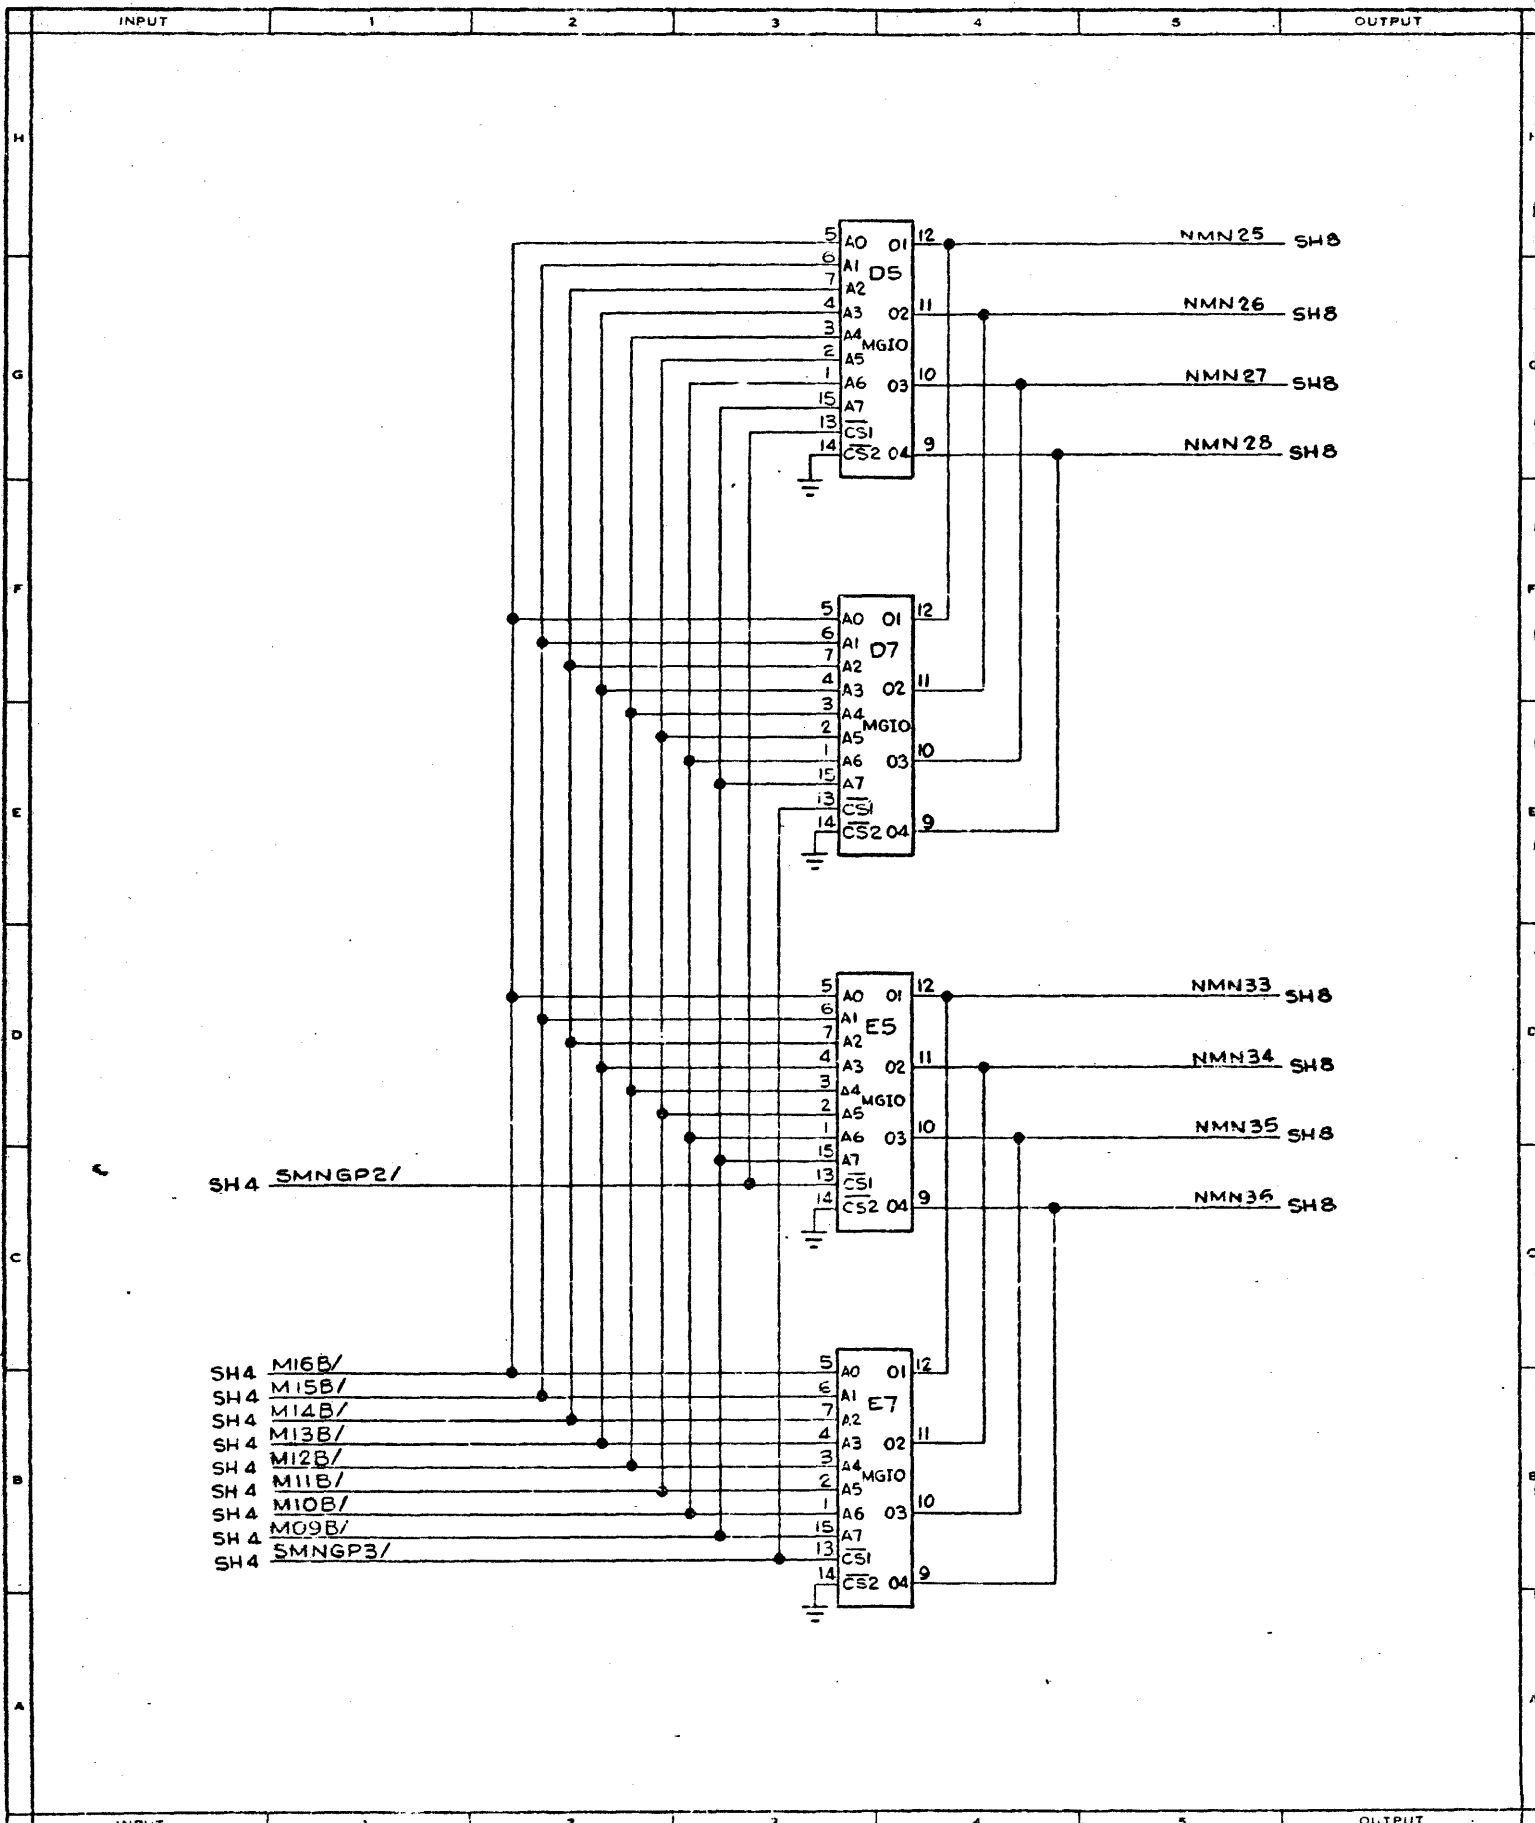 INPUT 1 2 3 4 5 OUTPUT
H
5 A0 O1 12 NMN25 SH8
6 A1
D5
7 A2
4 A3 O2 11 NMN26 SH8
3 A4
MGIO
2 A5
G
1 A6 O3 10 NMN27 SH8
15 A7
13 CS1
14 CS2 O4 9 NMN28 SH8
F
5 A0 O1 12
6 A1
D7
7 A2
4 A3 O2 11
3 A4
MGIO
2 A5
1 A6 O3 10
15 A7
13 CS1
E
14 CS2 O4 9
5 A0 O1 12 NMN33 SH8
6 A1
E5
D
7 A2
4 A3 O2 11 NMN34 SH8
3 A4
MGIO
2 A5
1 A6 O3 10 NMN35 SH8
15 A7
SH4 SMNGP2/ 13 CS1
14 CS2 O4 9 NMN36 SH8
C
SH4 M16B/ 5 A0 O1 12
SH4 M15B/ 6 A1
E7
SH4 M14B/ 7 A2
SH4 M13B/ 4 A3 O2 11
SH4 M12B/ 3 A4
MGIO
B
SH4 M11B/ 2 A5
SH4 M10B/ 1 A6 O3 10
SH4 M09B/ 15 A7
SH4 SMNGP3/ 13 CS1
14 CS2 O4 9
A